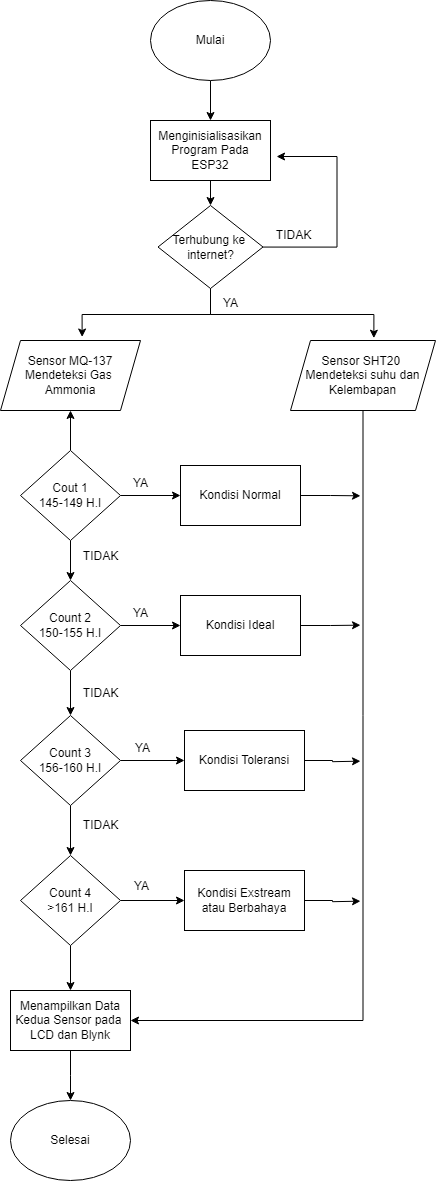 Mulai
Menginisialisasikan
Program Pada
ESP32
Terhubung ke
internet?
TIDAK
YA
Sensor MQ-137
Mendeteksi Gas
Ammonia
Sensor SHT20
Mendeteksi suhu dan
Kelembapan
Cout 1
145-149 H.I
YA
Kondisi Normal
TIDAK
Count 2
150-155 H.I
YA
Kondisi Ideal
TIDAK
Count 3
156-160 H.I
YA
Kondisi Toleransi
TIDAK
Count 4
>161 H.I
YA
Kondisi Exstream
atau Berbahaya
Menampilkan Data
Kedua Sensor pada
LCD dan Blynk
Selesai